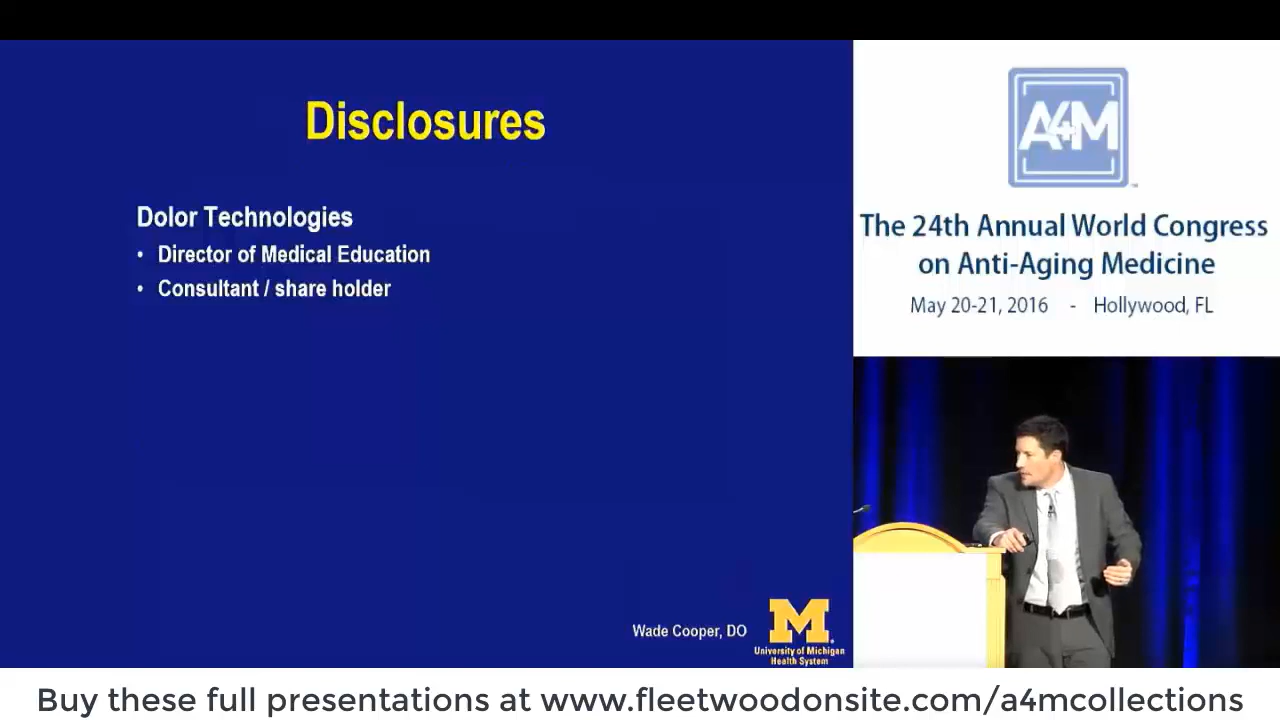 Disclosures
Dolor Technologies
• Director of Medical Education
• Consultant / share holder
Wade Cooper, DO
M
University of Michigan
Health System
A4M
The 24th Annual World Congress
on Anti-Aging Medicine
May 20-21, 2016 - Hollywood, FL
Buy these full presentations at www.fleetwoodonsite.com/a4mcollections